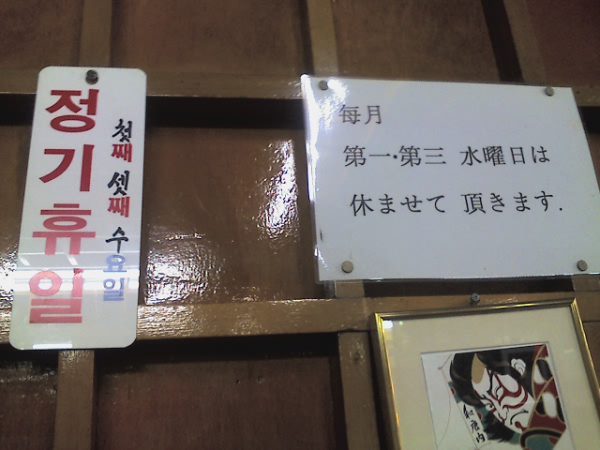 정기휴일
첫째 셋째 수요일
毎月
第一・第三 水曜日は
休ませて 頂きます.